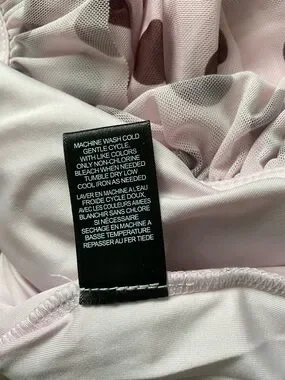 MACHINE WASH COLD
GENTLE CYCLE,
WITH LIKE COLORS
ONLY NON-CHLORINE
BLEACH WHEN NEEDED
TUMBLE DRY LOW
COOL IRON AS NEEDED
LAVER EN MACHINE A L'EAU
FROIDE CYCLE DOUX,
AVEC LES COULEURS AIMEES
BLANCHIR SANS CHLORE
SI NÉCESSAIRE
SECHAGE EN MACHINE A
BASSE TEMPERATURE
REPASSER AU FER TIEDE